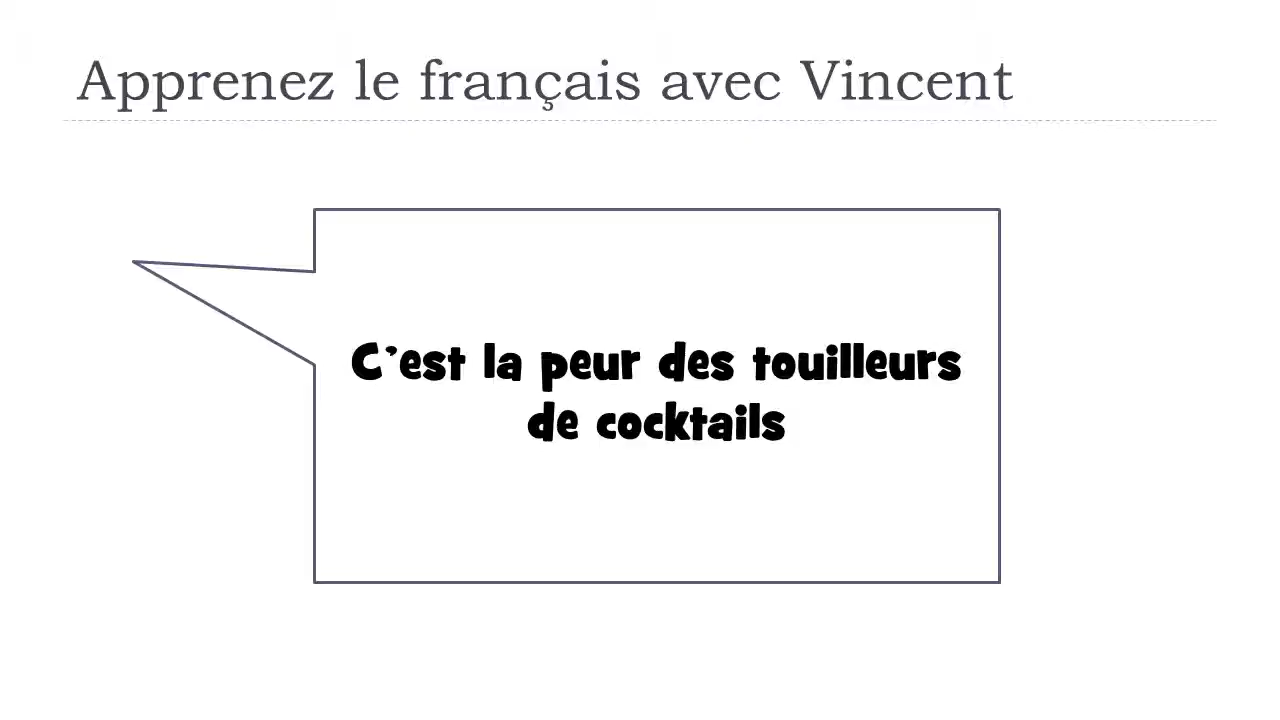 Apprenez le français avec Vincent
C'est la peur des touilleurs
de cocktails